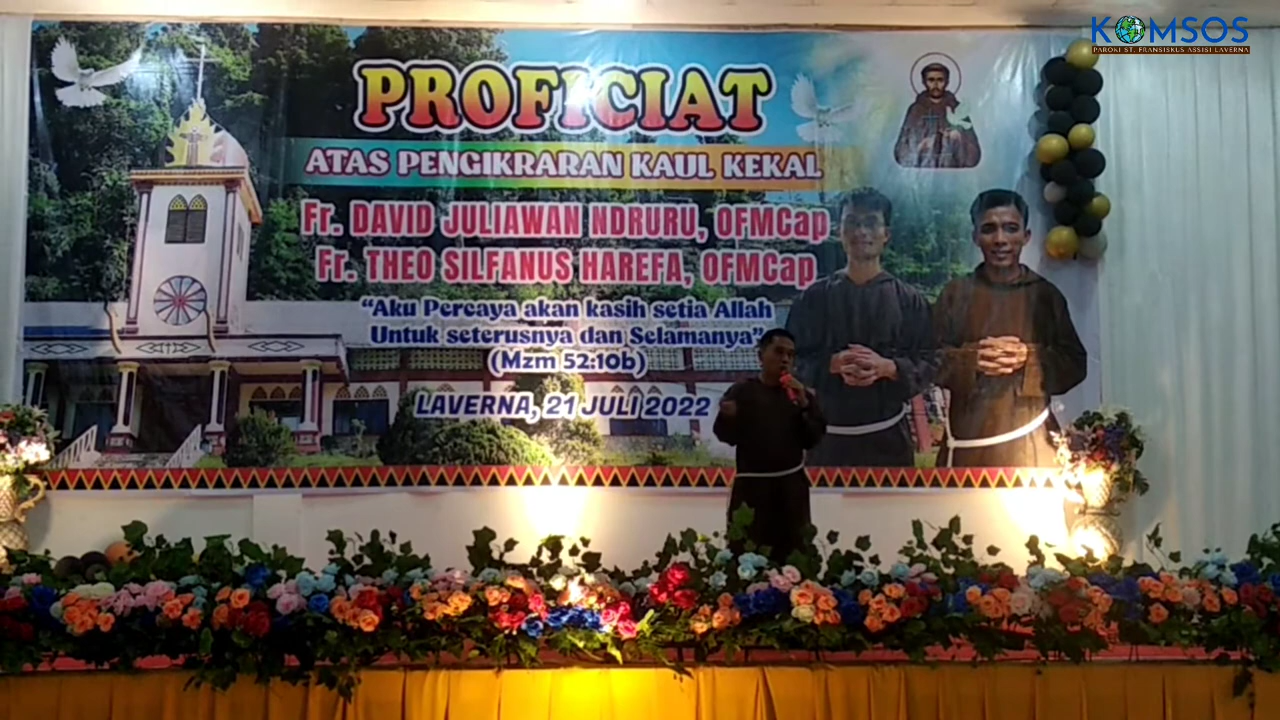 KOMSOS
PAROKI ST. FRANSISKUS ASSISI LAVERNA
PROFICIAT
ATAS PENGIKRARAN KAUL KEKAL
Fr. DAVID JULIAWAN NDRURU, OFMCap
Fr. THEO SILFANUS HAREFA, OFMCap
“Aku Percaya akan kasih setia Allah
Untuk seterusnya dan Selamanya”
(Mzm 52:10b)
LAVERNA, 21 JULI 2022